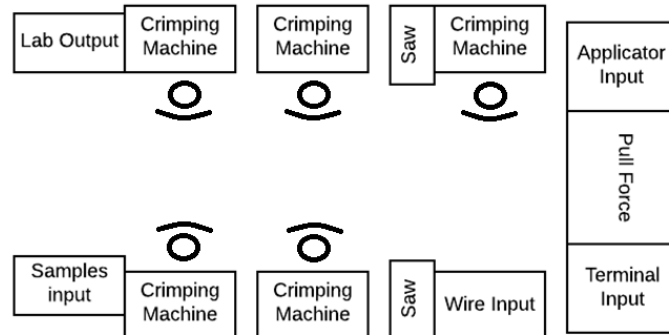 Lab Output
Crimping
Machine
Crimping
Machine
Saw
Crimping
Machine
Applicator
Input
Pull Force
Terminal
Input
Samples
input
Crimping
Machine
Crimping
Machine
Saw
Wire Input